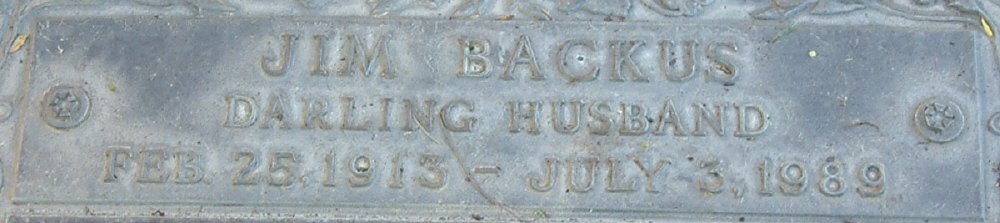 JIM BACKUS
DARLING HUSBAND
FEB. 25, 1913 – JULY 3, 1989